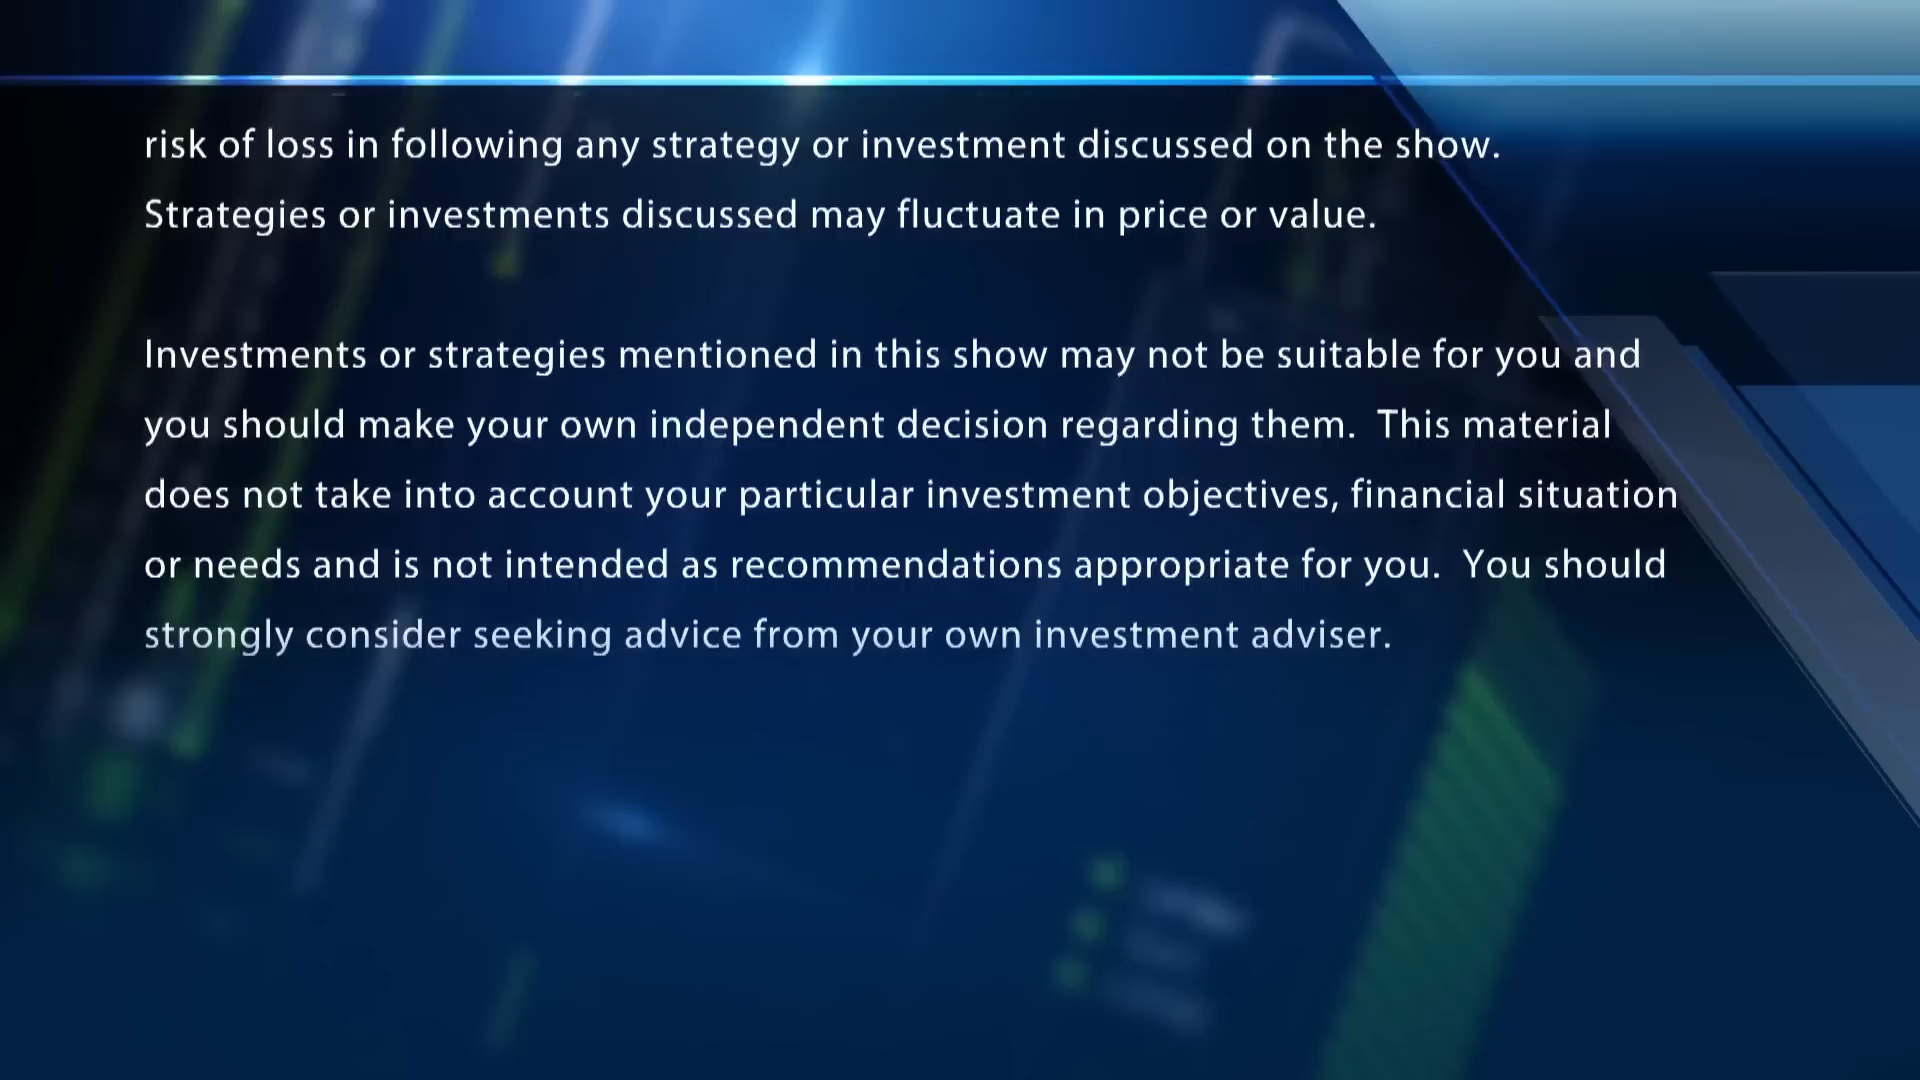 risk of loss in following any strategy or investment discussed on the show.
Strategies or investments discussed may fluctuate in price or value.
Investments or strategies mentioned in this show may not be suitable for you and
you should make your own independent decision regarding them.  This material
does not take into account your particular investment objectives, financial situation
or needs and is not intended as recommendations appropriate for you.  You should
strongly consider seeking advice from your own investment adviser.